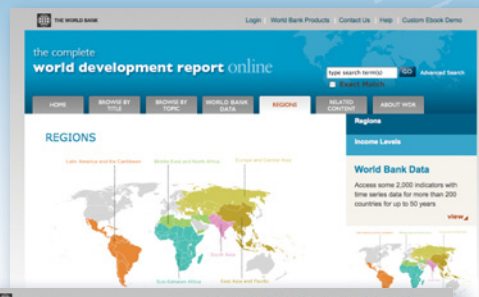 THE WORLD BANK
Login | World Bank Products | Contact Us | Help | Custom Ebook Demo
the complete
world development report online
type search term(s) GO Advanced Search
Exact Match
HOME
BROWSE BY TITLE
BROWSE BY TOPIC
WORLD BANK DATA
REGIONS
RELATED CONTENT
ABOUT WDR
REGIONS
Latin America and the Caribbean
Middle East and North Africa
Europe and Central Asia
South Asia
Sub-Saharan Africa
East Asia and Pacific
Regions
Income Levels
World Bank Data
Access some 2,000 indicators with
time series data for more than 200
countries for up to 50 years
view